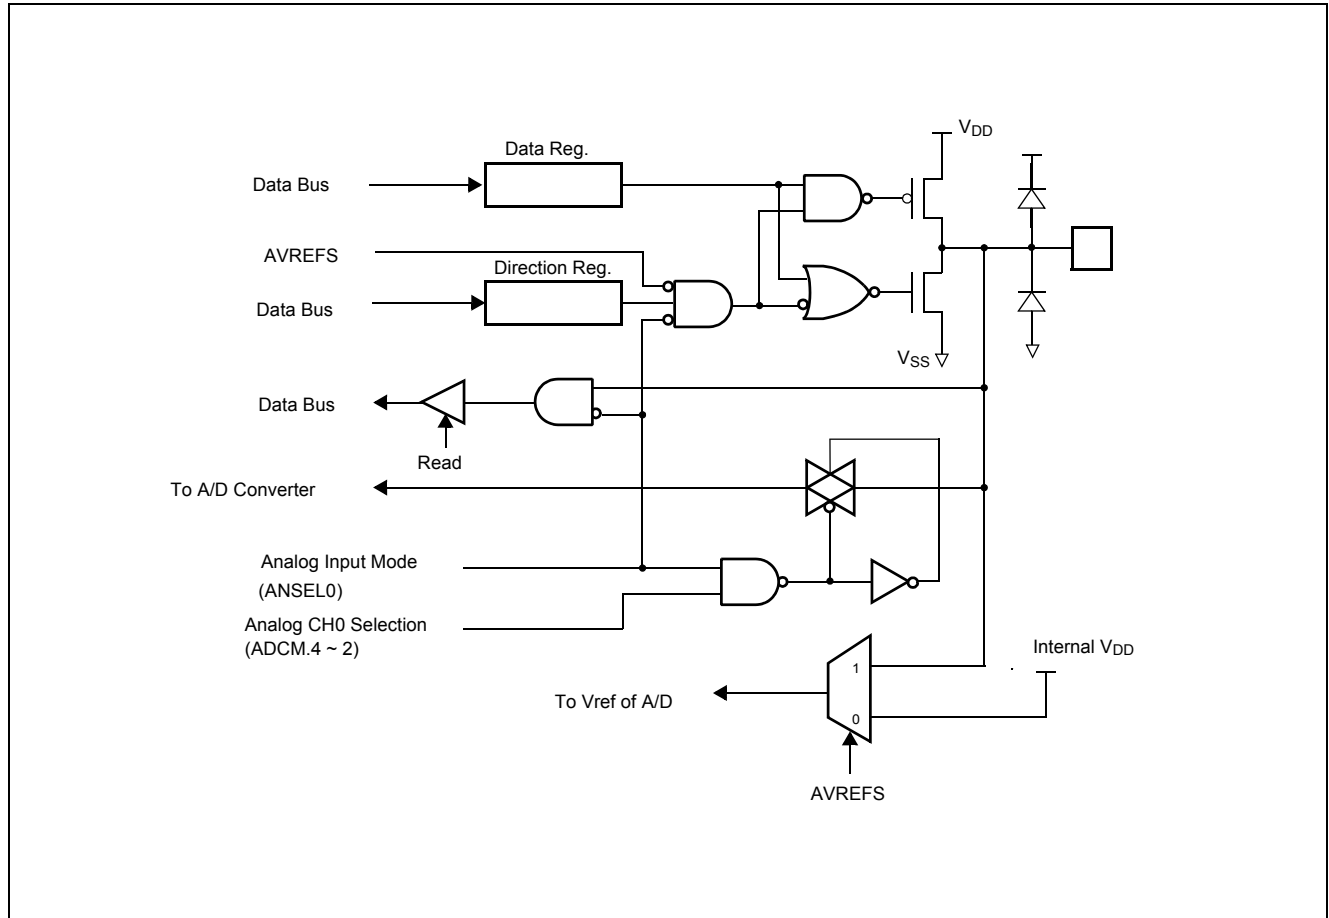 VDD
Data Reg.
Data Bus
AVREFS
Direction Reg.
Data Bus
VSS
Data Bus
Read
To A/D Converter
Analog Input Mode
(ANSEL0)
Analog CH0 Selection
(ADCM.4 ~ 2)
Internal VDD
1
To Vref of A/D
0
AVREFS